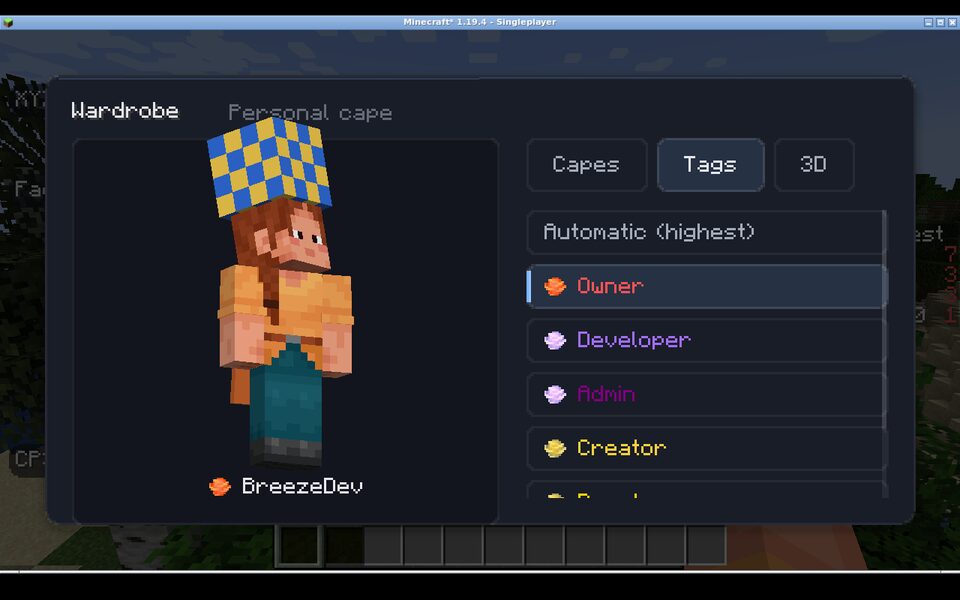 Minecraft* 1.19.4 - Singleplayer
Wardrobe
Personal cape
Capes
Tags
3D
Automatic (highest)
Owner
Developer
Admin
Creator
BreezeDev